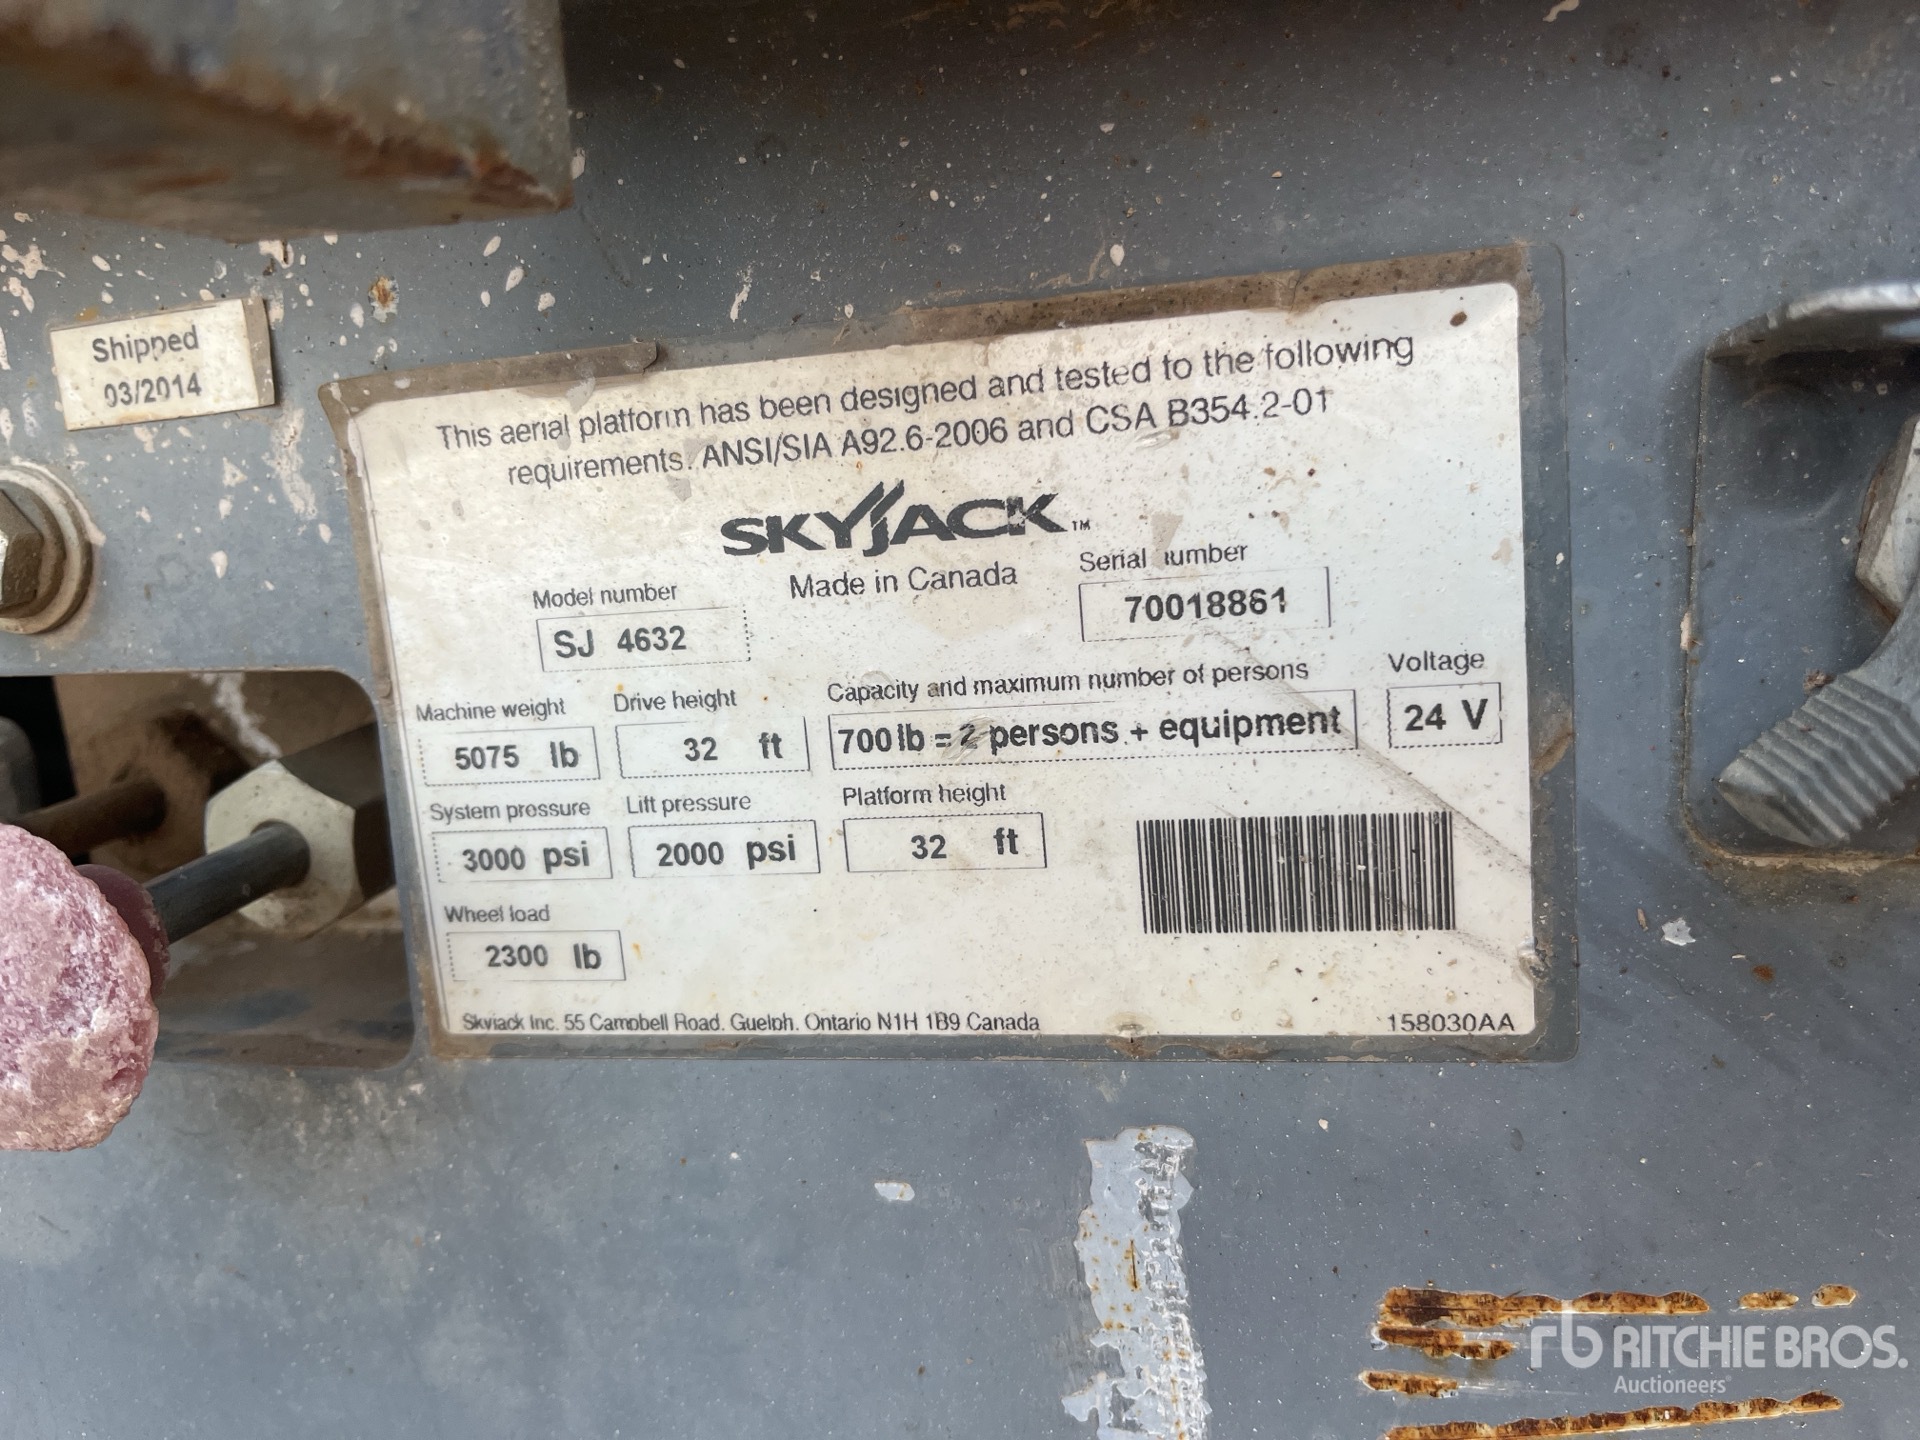 Shipped
03/2014
This aerial platform has been designed and tested to the following
requirements. ANSI/SIA A92.6-2006 and CSA B354.2-01
SKYJACK™
Made in Canada
Model number
SJ 4632
Serial number
70018861
Machine weight
5075 lb
Drive height
32 ft
Capacity and maximum number of persons
700 lb = 2 persons + equipment
Voltage
24 V
System pressure
3000 psi
Lift pressure
2000 psi
Platform height
32 ft
Wheel load
2300 lb
Skyjack Inc. 55 Campbell Road, Guelph, Ontario N1H 1B9 Canada
158030AA
rb RITCHIE BROS.
Auctioneers